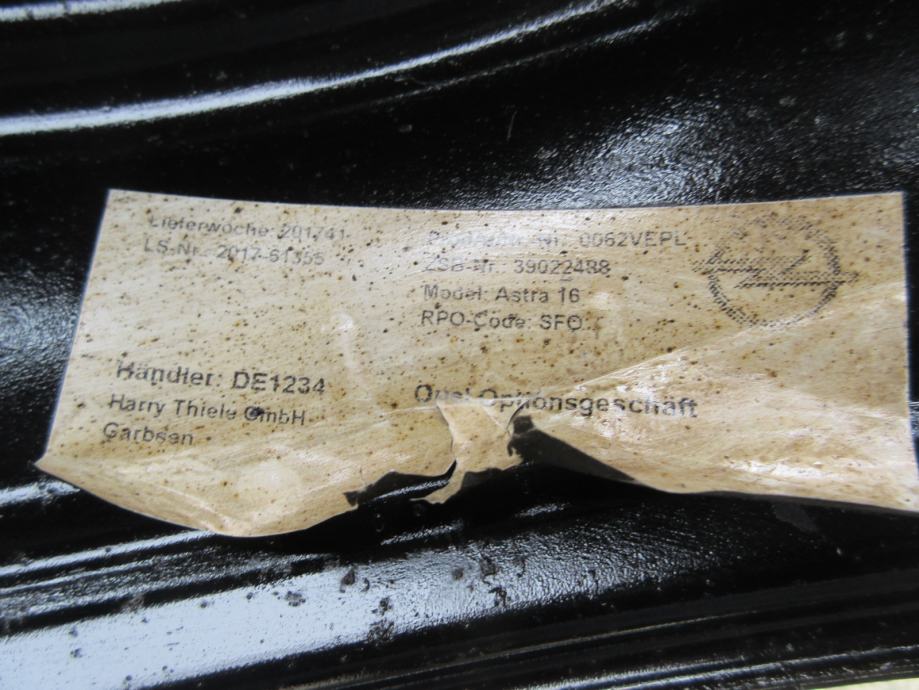 Lieferwoche: 201741
LS-Nr.: 2017-61355
Nr: 0062VEPL
ZSB-Nr: 39022488
Model: Astra 16
RPO-Code: SFO
Händler: DE1234
Harry Thiele GmbH
Garbsen
Optionsgeschäft